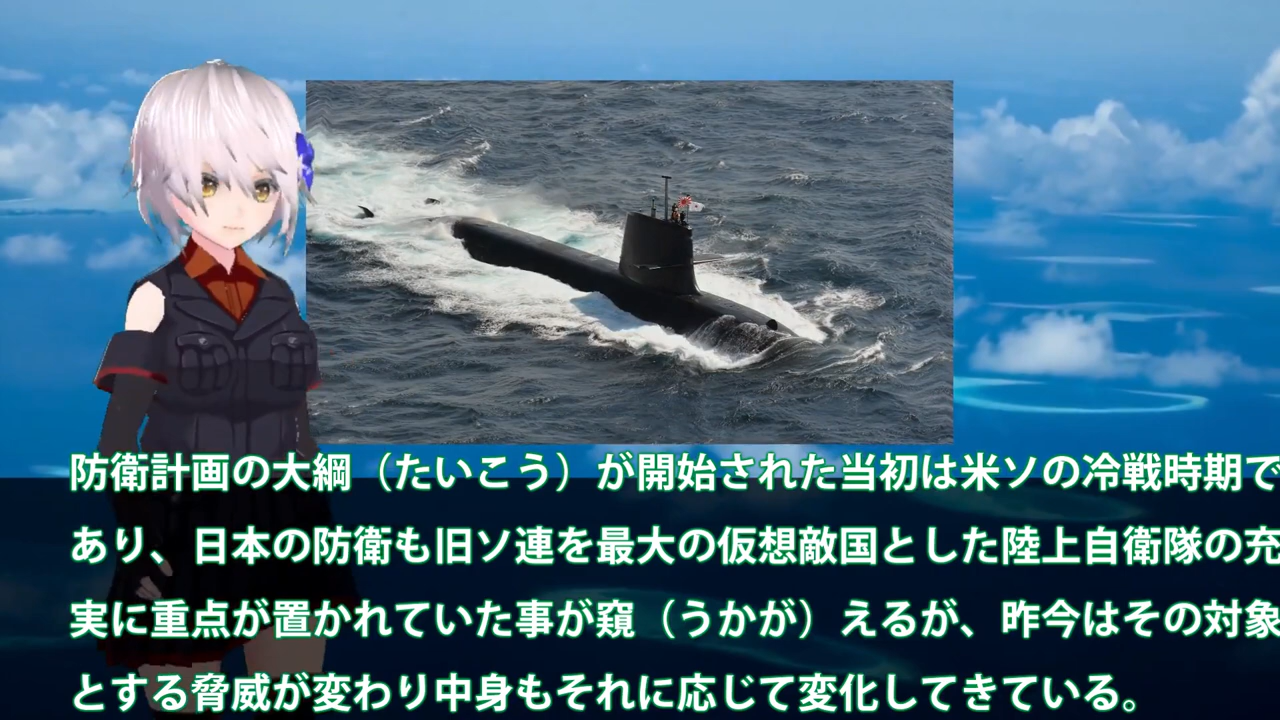 防衛計画の大綱（たいこう）が開始された当初は米ソの冷戦時期で
あり、日本の防衛も旧ソ連を最大の仮想敵国とした陸上自衛隊の充
実に重点が置かれていた事が窺（うかが）えるが、昨今はその対象
とする脅威が変わり中身もそれに応じて変化してきている。